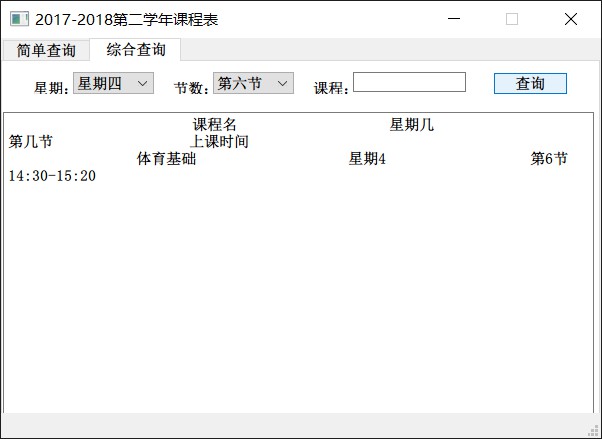 2017-2018第二学年课程表
简单查询 综合查询
星期: 星期四 节数: 第六节 课程: 查询
课程名 星期几
第几节 上课时间
体育基础 星期4 第6节
14:30-15:20